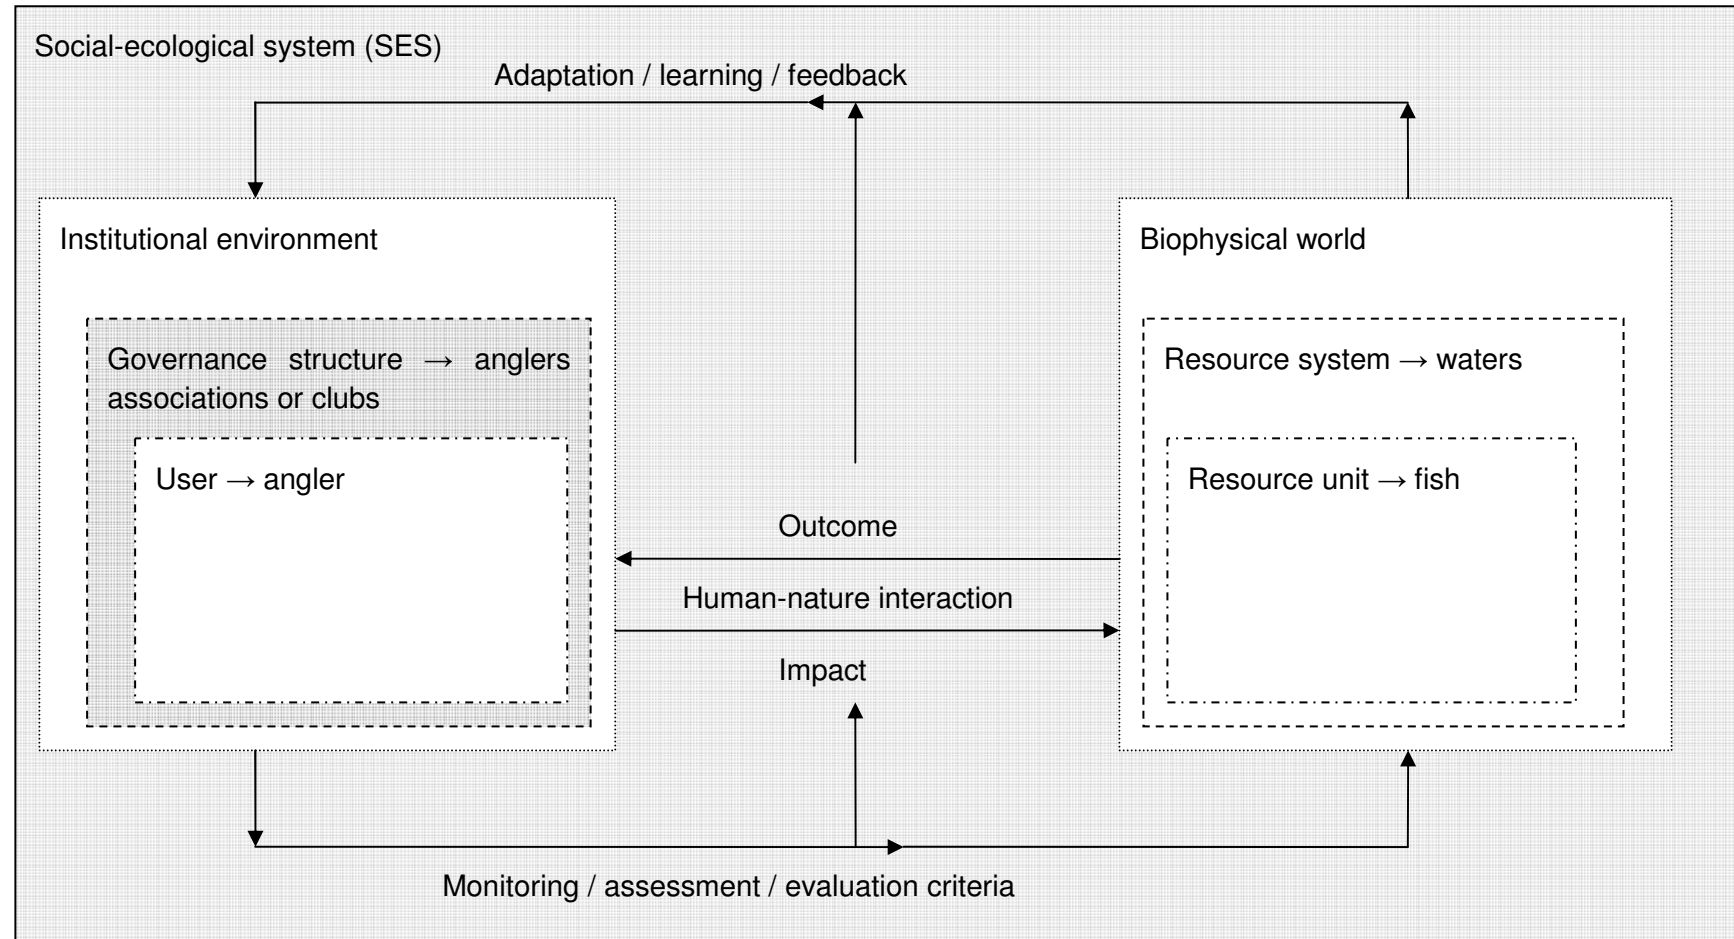 Social-ecological system (SES)
Adaptation / learning / feedback
Institutional environment
Biophysical world
Governance structure → anglers
associations or clubs
Resource system → waters
User → angler
Resource unit → fish
Outcome
Human-nature interaction
Impact
Monitoring / assessment / evaluation criteria